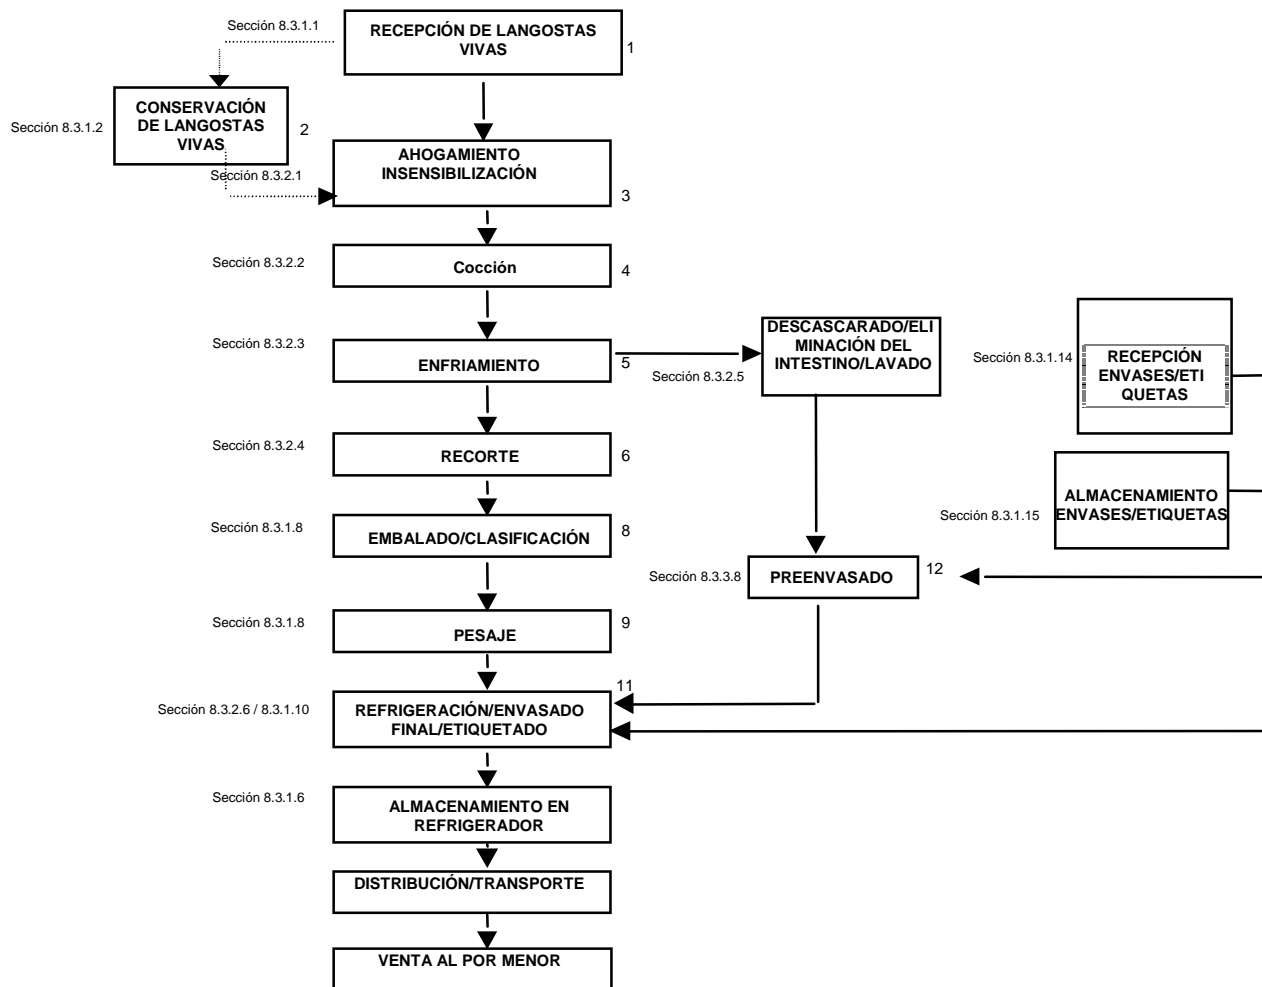 Sección 8.3.1.1
RECEPCIÓN DE LANGOSTAS
VIVAS
1
Sección 8.3.1.2
CONSERVACIÓN
DE LANGOSTAS
VIVAS
2
Sección 8.3.2.1
AHOGAMIENTO
INSENSIBILIZACIÓN
3
Sección 8.3.2.2
Cocción
4
Sección 8.3.2.3
ENFRIAMIENTO
5
Sección 8.3.2.5
DESCASCARADO/ELI
MINACIÓN DEL
INTESTINO/LAVADO
Sección 8.3.1.14
RECEPCIÓN
ENVASES/ETI
QUETAS
Sección 8.3.2.4
RECORTE
6
Sección 8.3.1.15
ALMACENAMIENTO
ENVASES/ETIQUETAS
Sección 8.3.1.8
EMBALADO/CLASIFICACIÓN
8
Sección 8.3.3.8
PREENVASADO
12
Sección 8.3.1.8
PESAJE
9
Sección 8.3.2.6 / 8.3.1.10
REFRIGERACIÓN/ENVASADO
FINAL/ETIQUETADO
11
Sección 8.3.1.6
ALMACENAMIENTO EN
REFRIGERADOR
DISTRIBUCIÓN/TRANSPORTE
VENTA AL POR MENOR